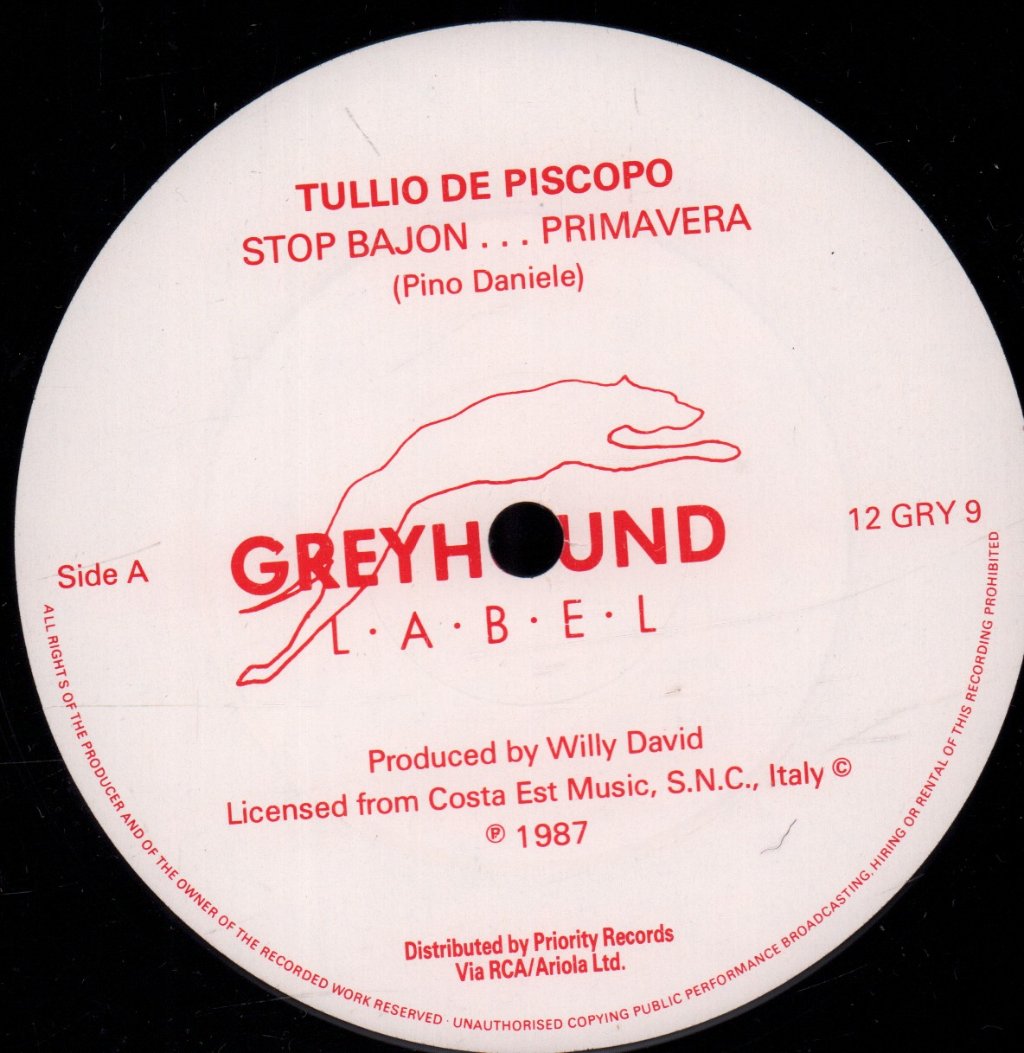 TULLIO DE PISCOPO
STOP BAJON . . . PRIMAVERA
(Pino Daniele)
GREYHOUND
L·A·B·E·L
Side A
12 GRY 9
Produced by Willy David
Licensed from Costa Est Music, S.N.C., Italy ©
℗ 1987
Distributed by Priority Records
Via RCA/Ariola Ltd.
ALL RIGHTS OF THE PRODUCER AND OF THE OWNER OF THE RECORDED WORK RESERVED · UNAUTHORISED COPYING PUBLIC PERFORMANCE BROADCASTING, HIRING OR RENTAL OF THIS RECORDING PROHIBITED